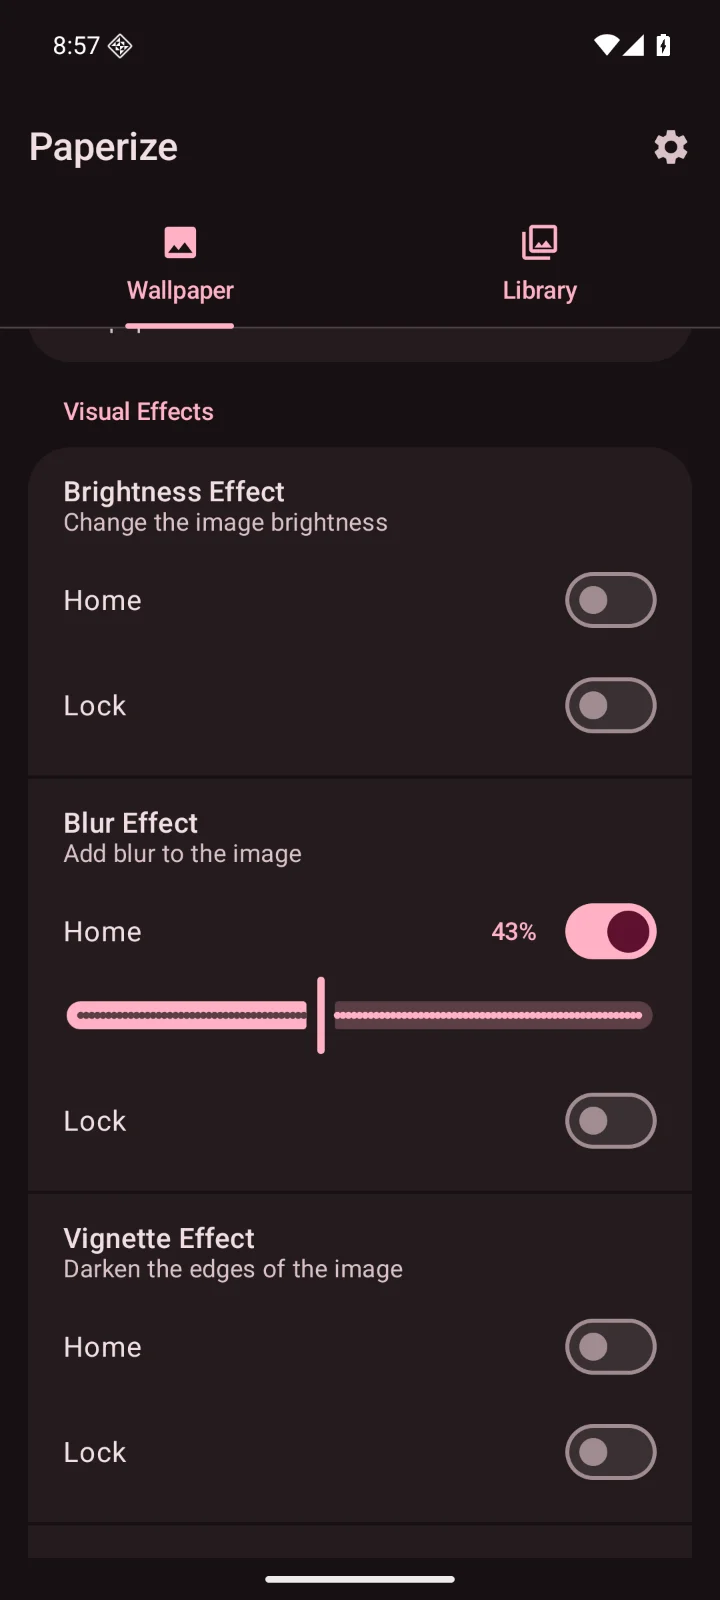 8:57
Paperize
Wallpaper
Library
Visual Effects
Brightness Effect
Change the image brightness
Home
Lock
Blur Effect
Add blur to the image
Home
43%
Lock
Vignette Effect
Darken the edges of the image
Home
Lock